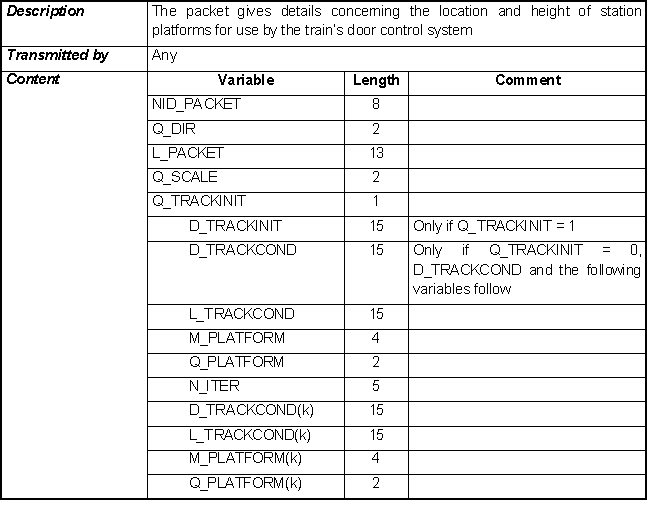 Description The packet gives details concerning the location and height of station
platforms for use by the train's door control system
Transmitted by Any
Content Variable Length Comment
NID_PACKET 8
Q_DIR 2
L_PACKET 13
Q_SCALE 2
Q_TRACKINIT 1
D_TRACKINIT 15 Only if Q_TRACKINIT = 1
D_TRACKCOND 15 Only if Q_TRACKINIT = 0,
D_TRACKCOND and the following
variables follow
L_TRACKCOND 15
M_PLATFORM 4
Q_PLATFORM 2
N_ITER 5
D_TRACKCOND(k) 15
L_TRACKCOND(k) 15
M_PLATFORM(k) 4
Q_PLATFORM(k) 2